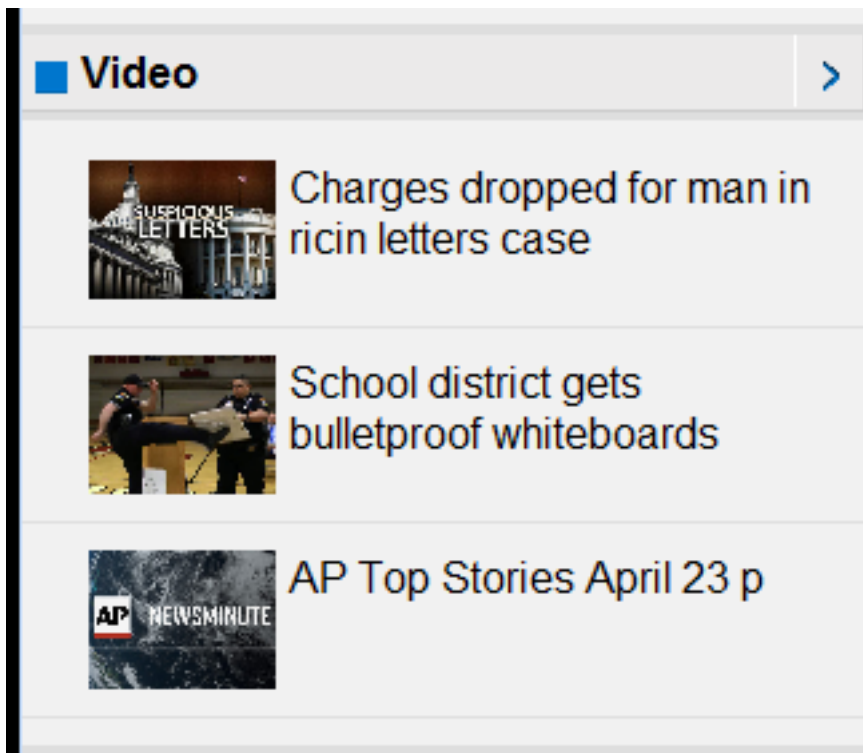 Video
SUSPICIOUS
LETTERS
Charges dropped for man in
ricin letters case
School district gets
bulletproof whiteboards
AP NEWSMINUTE
AP Top Stories April 23 p